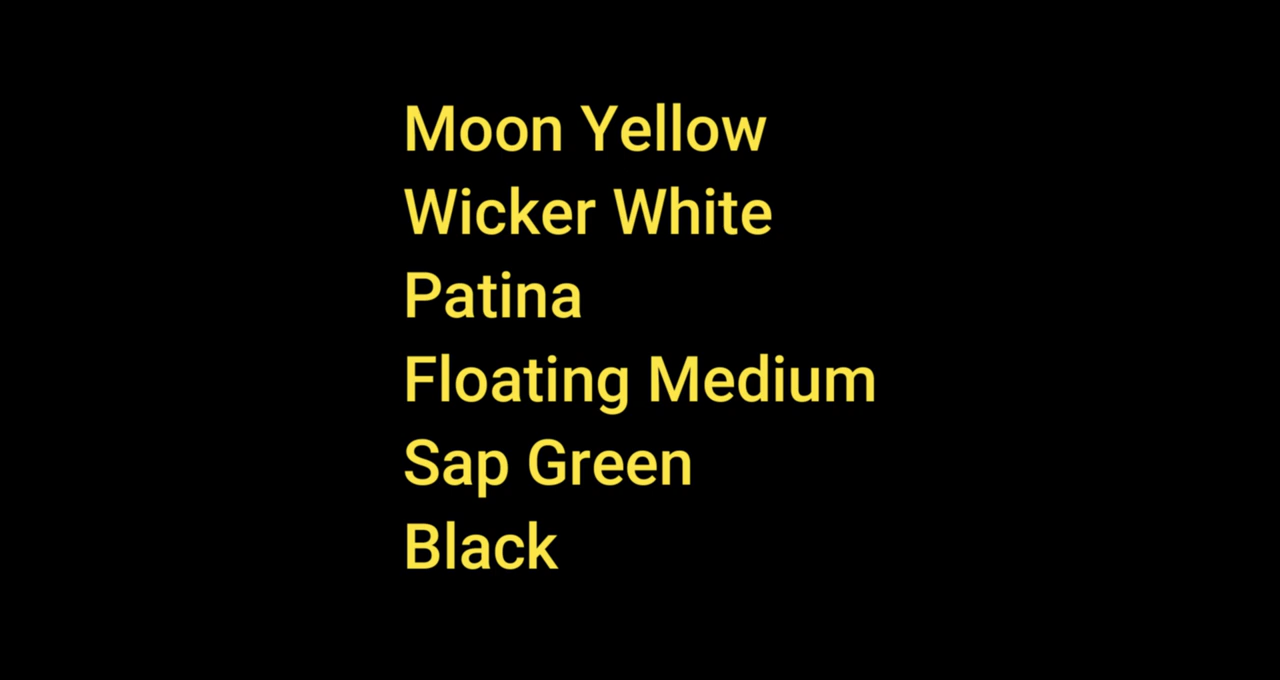 Moon Yellow
Wicker White
Patina
Floating Medium
Sap Green
Black